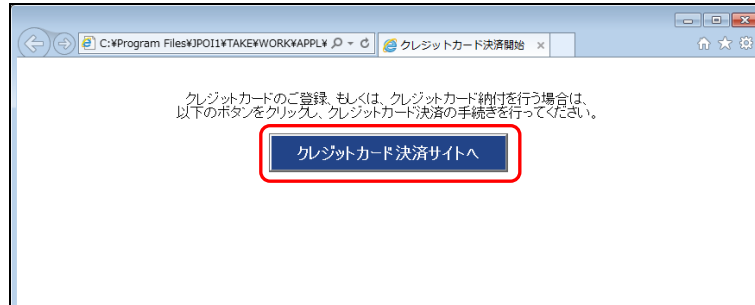 C:¥Program Files¥JPOI1¥TAKE¥WORK¥APPL¥
クレジットカード決済開始
クレジットカードのご登録、もしくは、クレジットカード納付を行う場合は、
以下のボタンをクリックし、クレジットカード決済の手続きを行ってください。
クレジットカード決済サイトへ